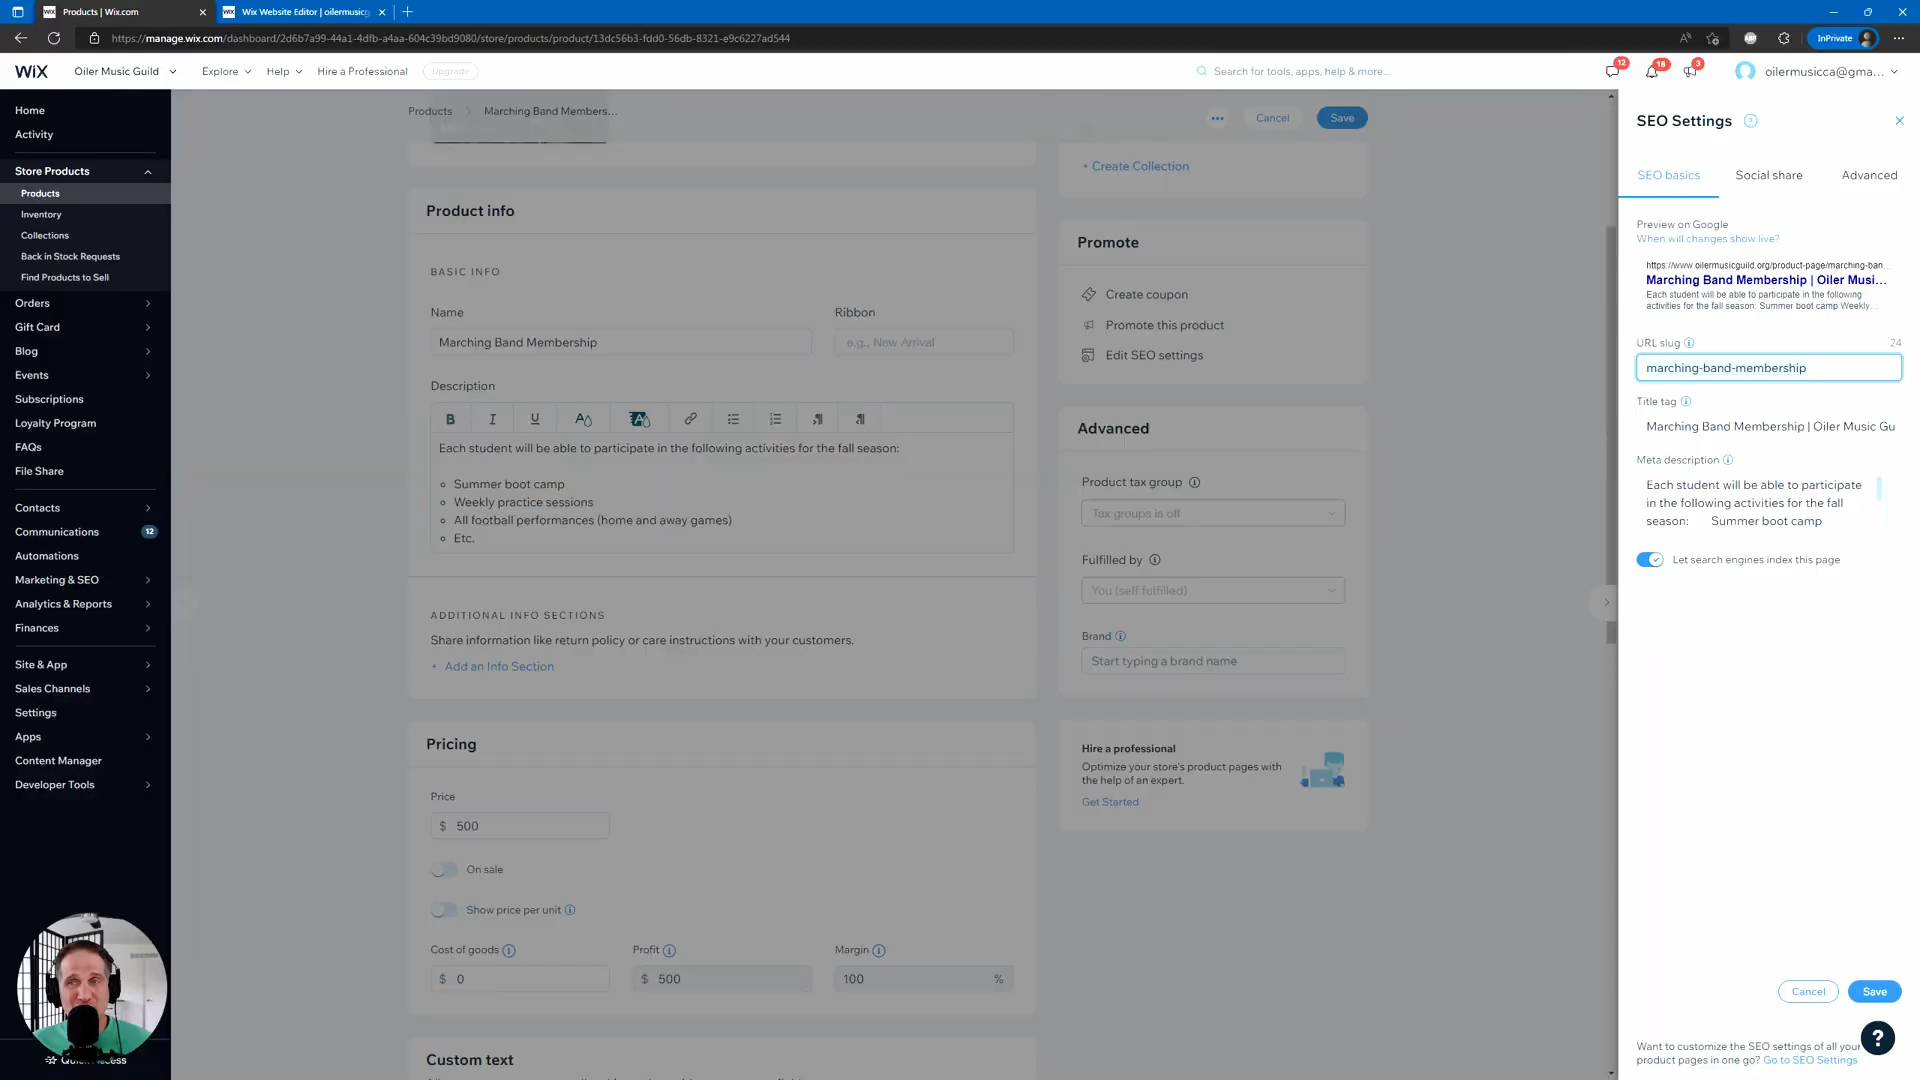 Products | Wix.com
Wix Website Editor | oilermusicg
https://manage.wix.com/dashboard/2d6b7a99-44a1-4dfb-a4aa-604c39bd9080/store/products/product/13dc56b3-fdd0-56db-8321-e9c6227ad544
InPrivate
WiX
Oiler Music Guild
Explore
Help
Hire a Professional
Upgrade
Search for tools, apps, help & more...
12
18
3
oilermusicca@gma...
Home
Activity
Store Products
Products
Inventory
Collections
Back in Stock Requests
Find Products to Sell
Orders
Gift Card
Blog
Events
Subscriptions
Loyalty Program
FAQs
File Share
Contacts
Communications
12
Automations
Marketing & SEO
Analytics & Reports
Finances
Site & App
Sales Channels
Settings
Apps
Content Manager
Developer Tools
Products > Marching Band Members...
Cancel
Save
+ Create Collection
Product info
BASIC INFO
Name
Ribbon
Marching Band Membership
e.g., New Arrival
Description
B I U A A
Each student will be able to participate in the following activities for the fall season:
Summer boot camp
Weekly practice sessions
All football performances (home and away games)
Etc.
ADDITIONAL INFO SECTIONS
Share information like return policy or care instructions with your customers.
+ Add an Info Section
Pricing
Price
$ 500
On sale
Show price per unit
Cost of goods
Profit
Margin
$ 0
$ 500
100 %
Custom text
Promote
Create coupon
Promote this product
Edit SEO settings
Advanced
Product tax group
Tax groups is off
Fulfilled by
You (self fulfilled)
Brand
Start typing a brand name
Hire a professional
Optimize your store's product pages with
the help of an expert.
Get Started
SEO Settings
SEO basics
Social share
Advanced
Preview on Google
When will changes show live?
https://www.oilermusicguild.org/product-page/marching-ban...
Marching Band Membership | Oiler Musi...
Each student will be able to participate in the following
activities for the fall season: Summer boot camp Weekly...
URL slug
24
marching-band-membership
Title tag
Marching Band Membership | Oiler Music Gu
Meta description
Each student will be able to participate
in the following activities for the fall
season: Summer boot camp
Let search engines index this page
Cancel
Save
?
Want to customize the SEO settings of all your
product pages in one go? Go to SEO Settings